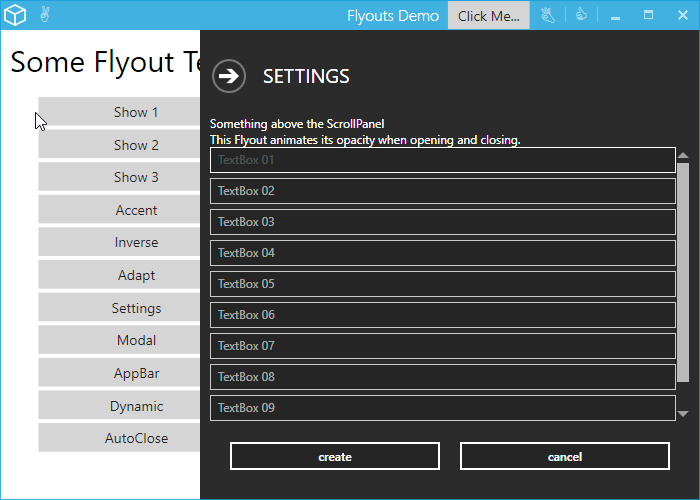 Flyouts Demo
Click Me...
Some Flyout Te
Show 1
Show 2
Show 3
Accent
Inverse
Adapt
Settings
Modal
AppBar
Dynamic
AutoClose
SETTINGS
Something above the ScrollPanel
This Flyout animates its opacity when opening and closing.
TextBox 01
TextBox 02
TextBox 03
TextBox 04
TextBox 05
TextBox 06
TextBox 07
TextBox 08
TextBox 09
create
cancel